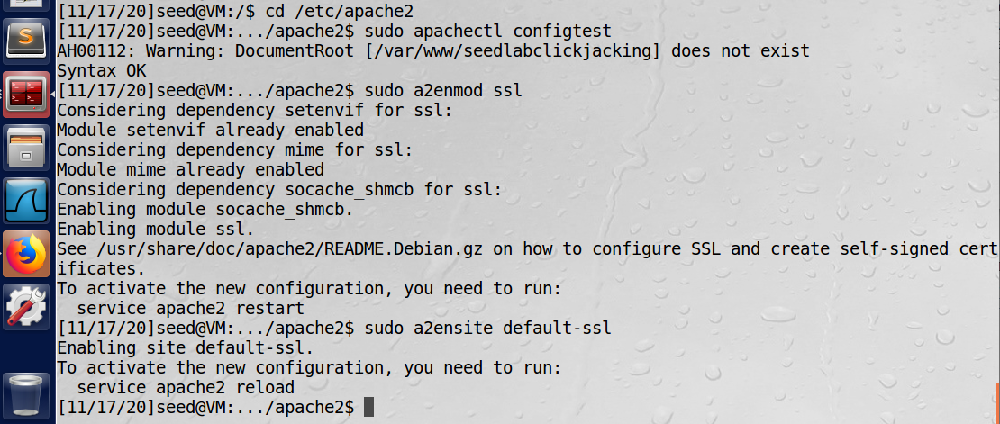 [11/17/20]seed@VM:/$ cd /etc/apache2
[11/17/20]seed@VM:.../apache2$ sudo apachectl configtest
AH00112: Warning: DocumentRoot [/var/www/seedlabclickjacking] does not exist
Syntax OK
[11/17/20]seed@VM:.../apache2$ sudo a2enmod ssl
Considering dependency setenvif for ssl:
Module setenvif already enabled
Considering dependency mime for ssl:
Module mime already enabled
Considering dependency socache_shmcb for ssl:
Enabling module socache_shmcb.
Enabling module ssl.
See /usr/share/doc/apache2/README.Debian.gz on how to configure SSL and create self-signed cert
ificates.
To activate the new configuration, you need to run:
  service apache2 restart
[11/17/20]seed@VM:.../apache2$ sudo a2ensite default-ssl
Enabling site default-ssl.
To activate the new configuration, you need to run:
  service apache2 reload
[11/17/20]seed@VM:.../apache2$